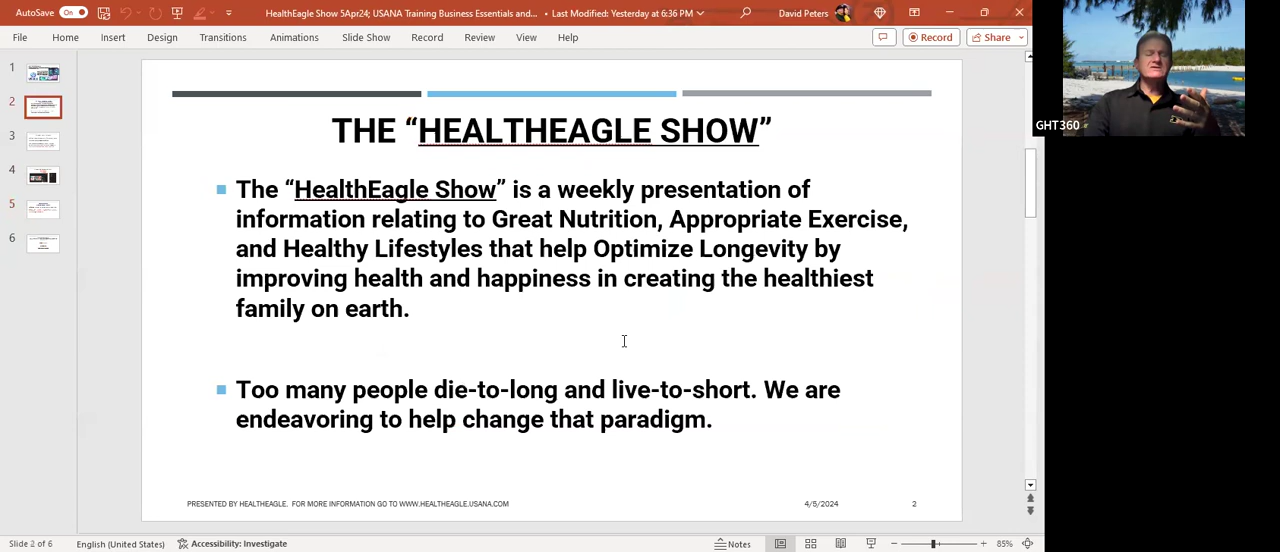 AutoSave On HealthEagle Show 5Apr24; USANA Training Business Essentials and... • Last Modified: Yesterday at 6:36 PM David Peters
File Home Insert Design Transitions Animations Slide Show Record Review View Help Record Share
GHT360
1
2
3
4
5
6
THE “HEALTHEAGLE SHOW”
The “HealthEagle Show” is a weekly presentation of
information relating to Great Nutrition, Appropriate Exercise,
and Healthy Lifestyles that help Optimize Longevity by
improving health and happiness in creating the healthiest
family on earth.
Too many people die-to-long and live-to-short. We are
endeavoring to help change that paradigm.
PRESENTED BY HEALTHEAGLE. FOR MORE INFORMATION GO TO WWW.HEALTHEAGLE.USANA.COM 4/5/2024 2
Slide 2 of 6 English (United States) Accessibility: Investigate Notes 85%